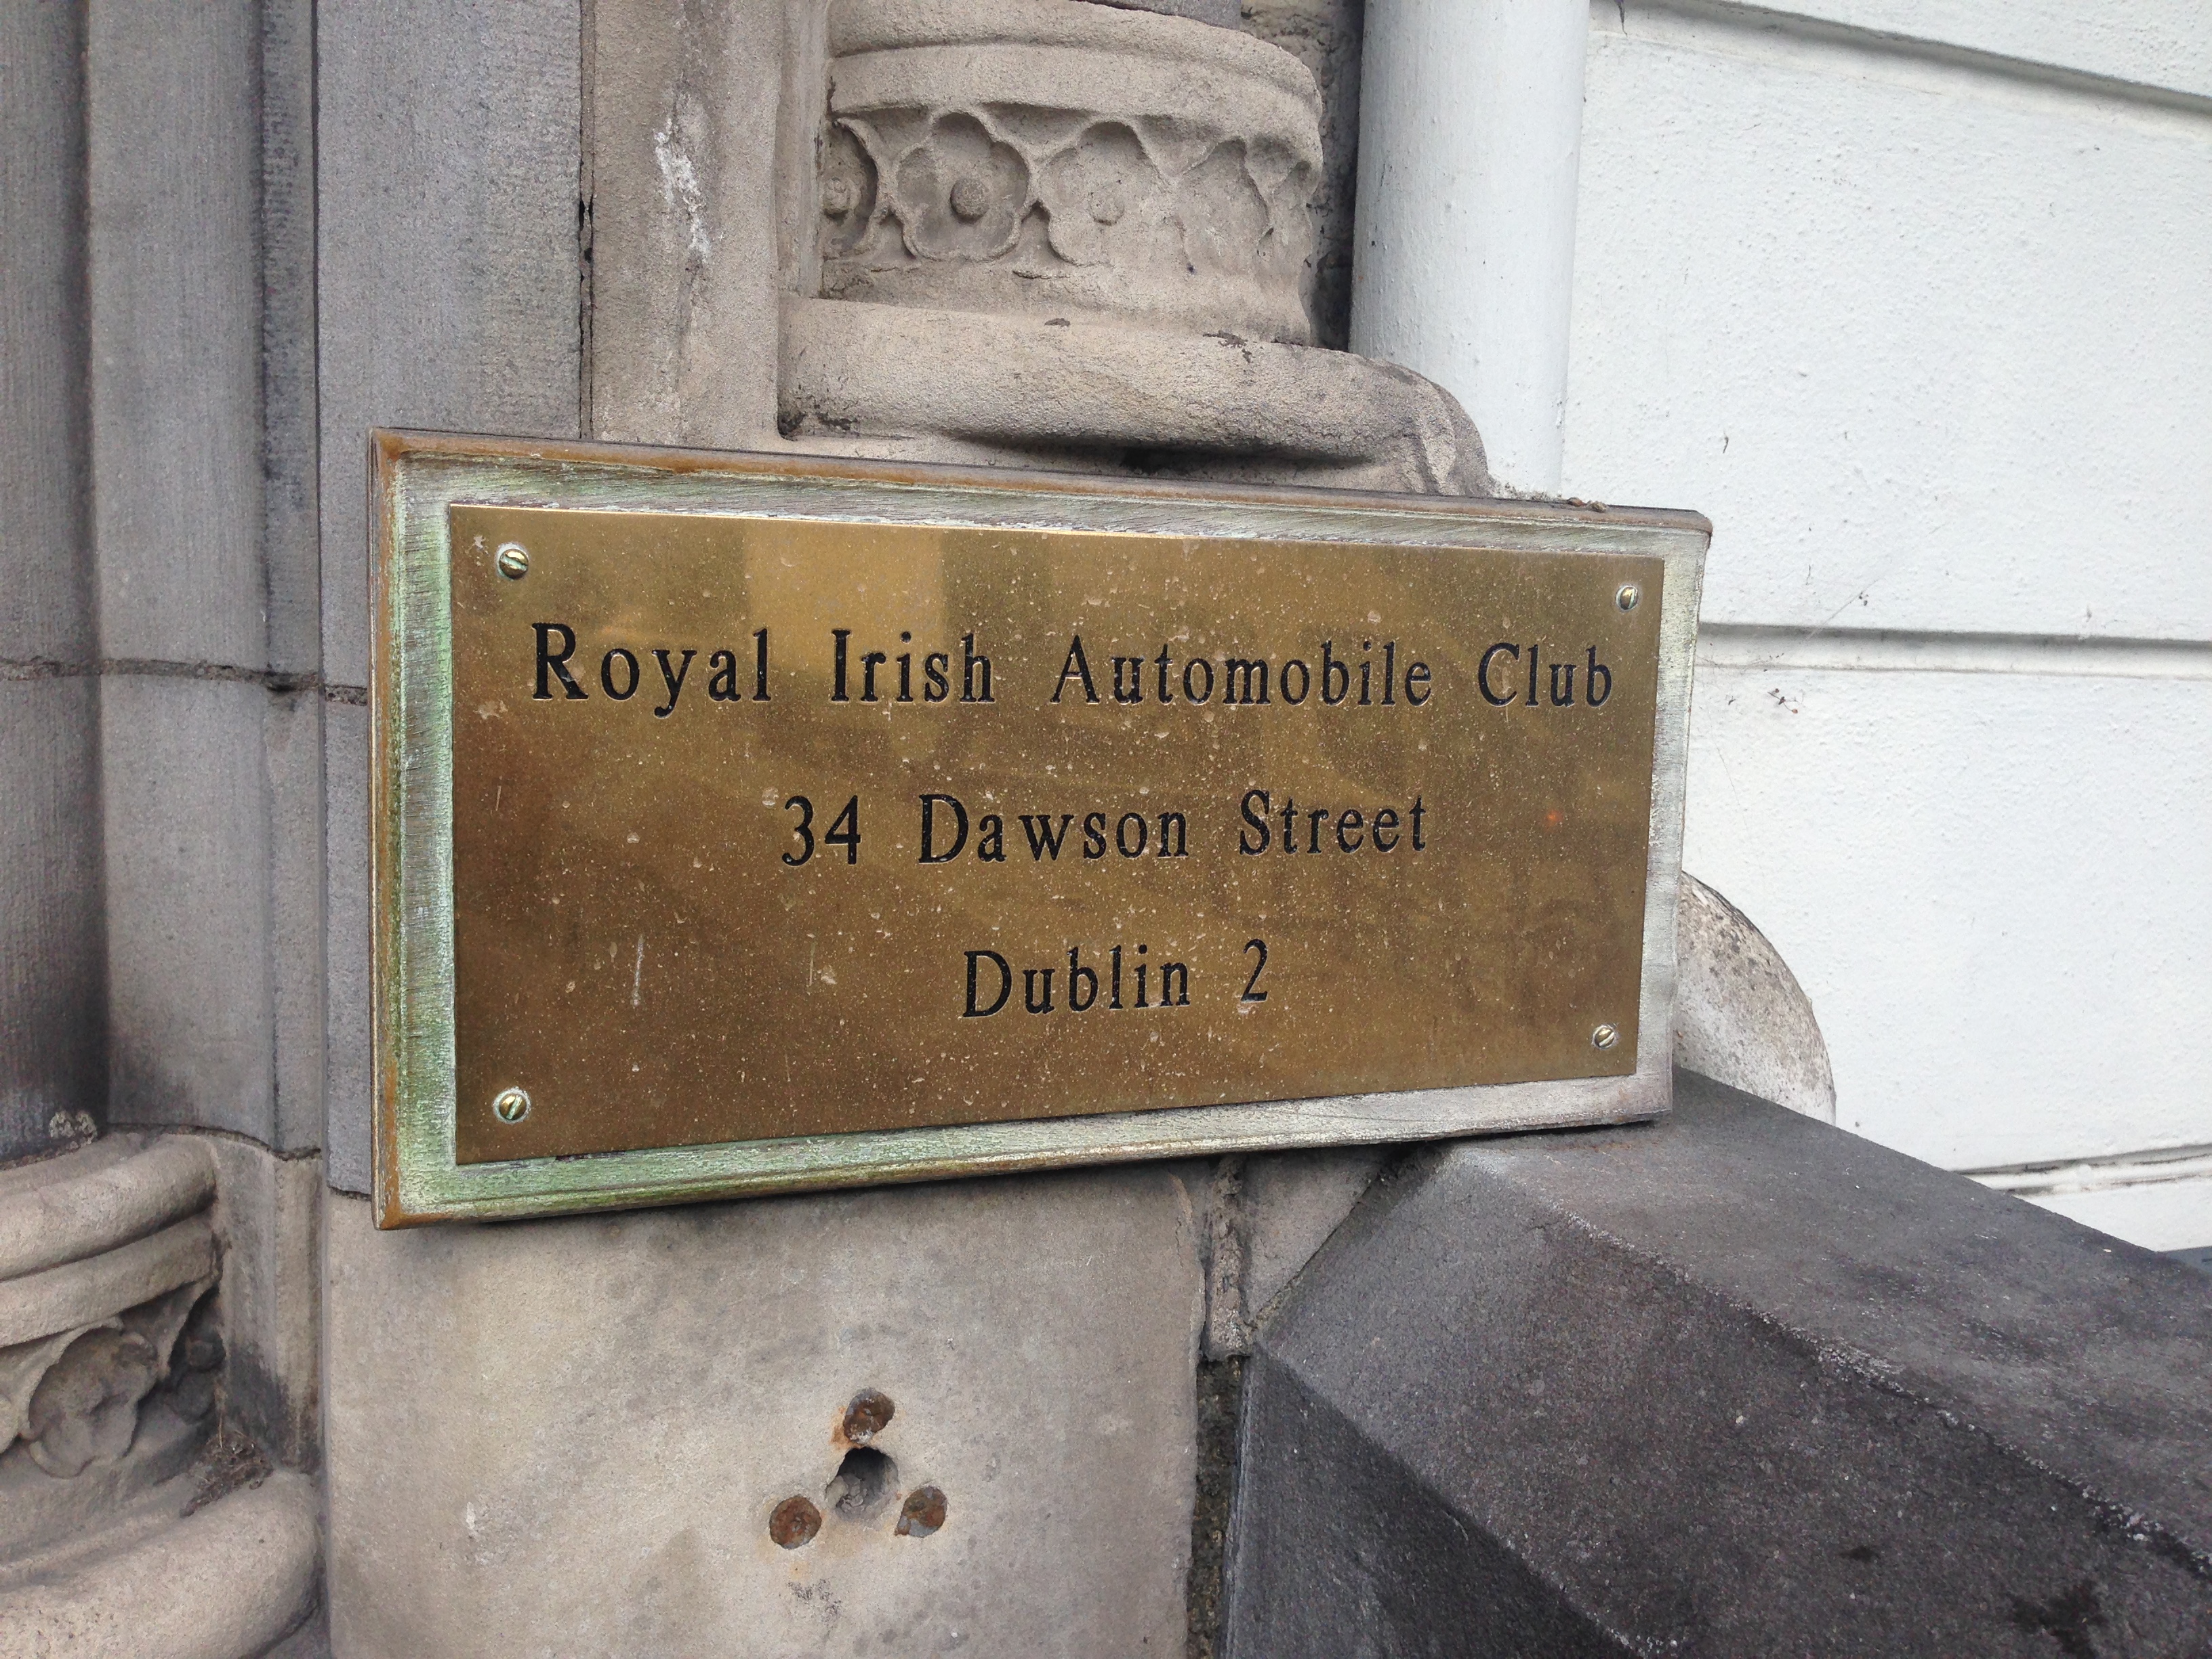 Royal Irish Automobile Club
34 Dawson Street
Dublin 2